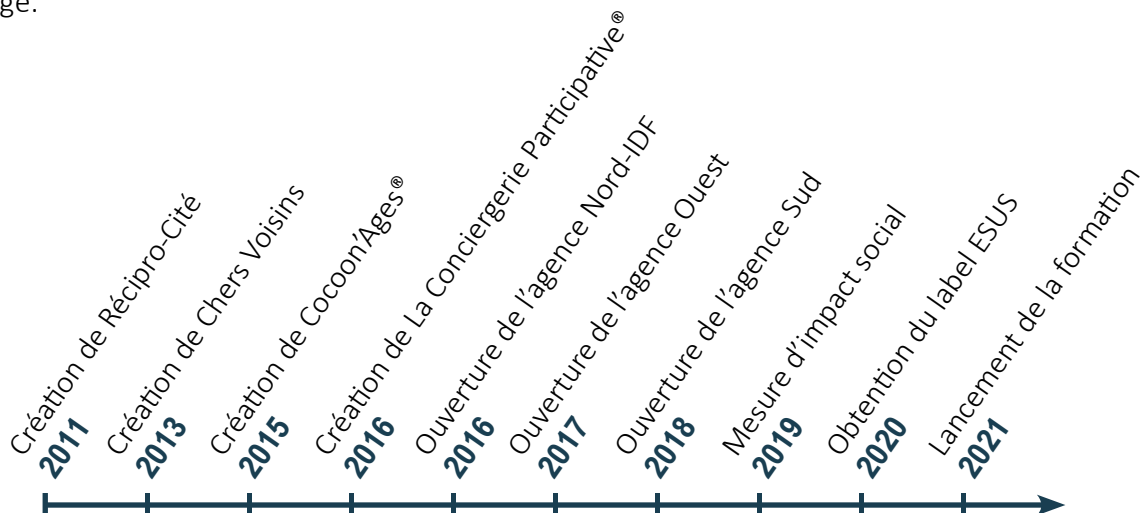 ge.
Création de Récipro-Cité
2011
Création de Chers Voisins
2013
Création de Cocoon'Ages®
2015
Création de La Conciergerie Participative®
2016
Ouverture de l'agence Nord-IDF
2016
Ouverture de l'agence Ouest
2017
Ouverture de l'agence Sud
2018
Mesure d'impact social
2019
Obtention du label ESUS
2020
Lancement de la formation
2021